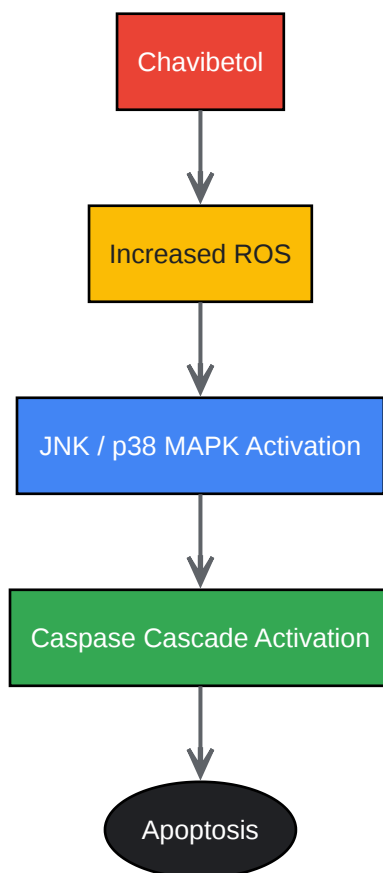 Chavibetol
Increased ROS
JNK / p38 MAPK Activation
Caspase Cascade Activation
Apoptosis